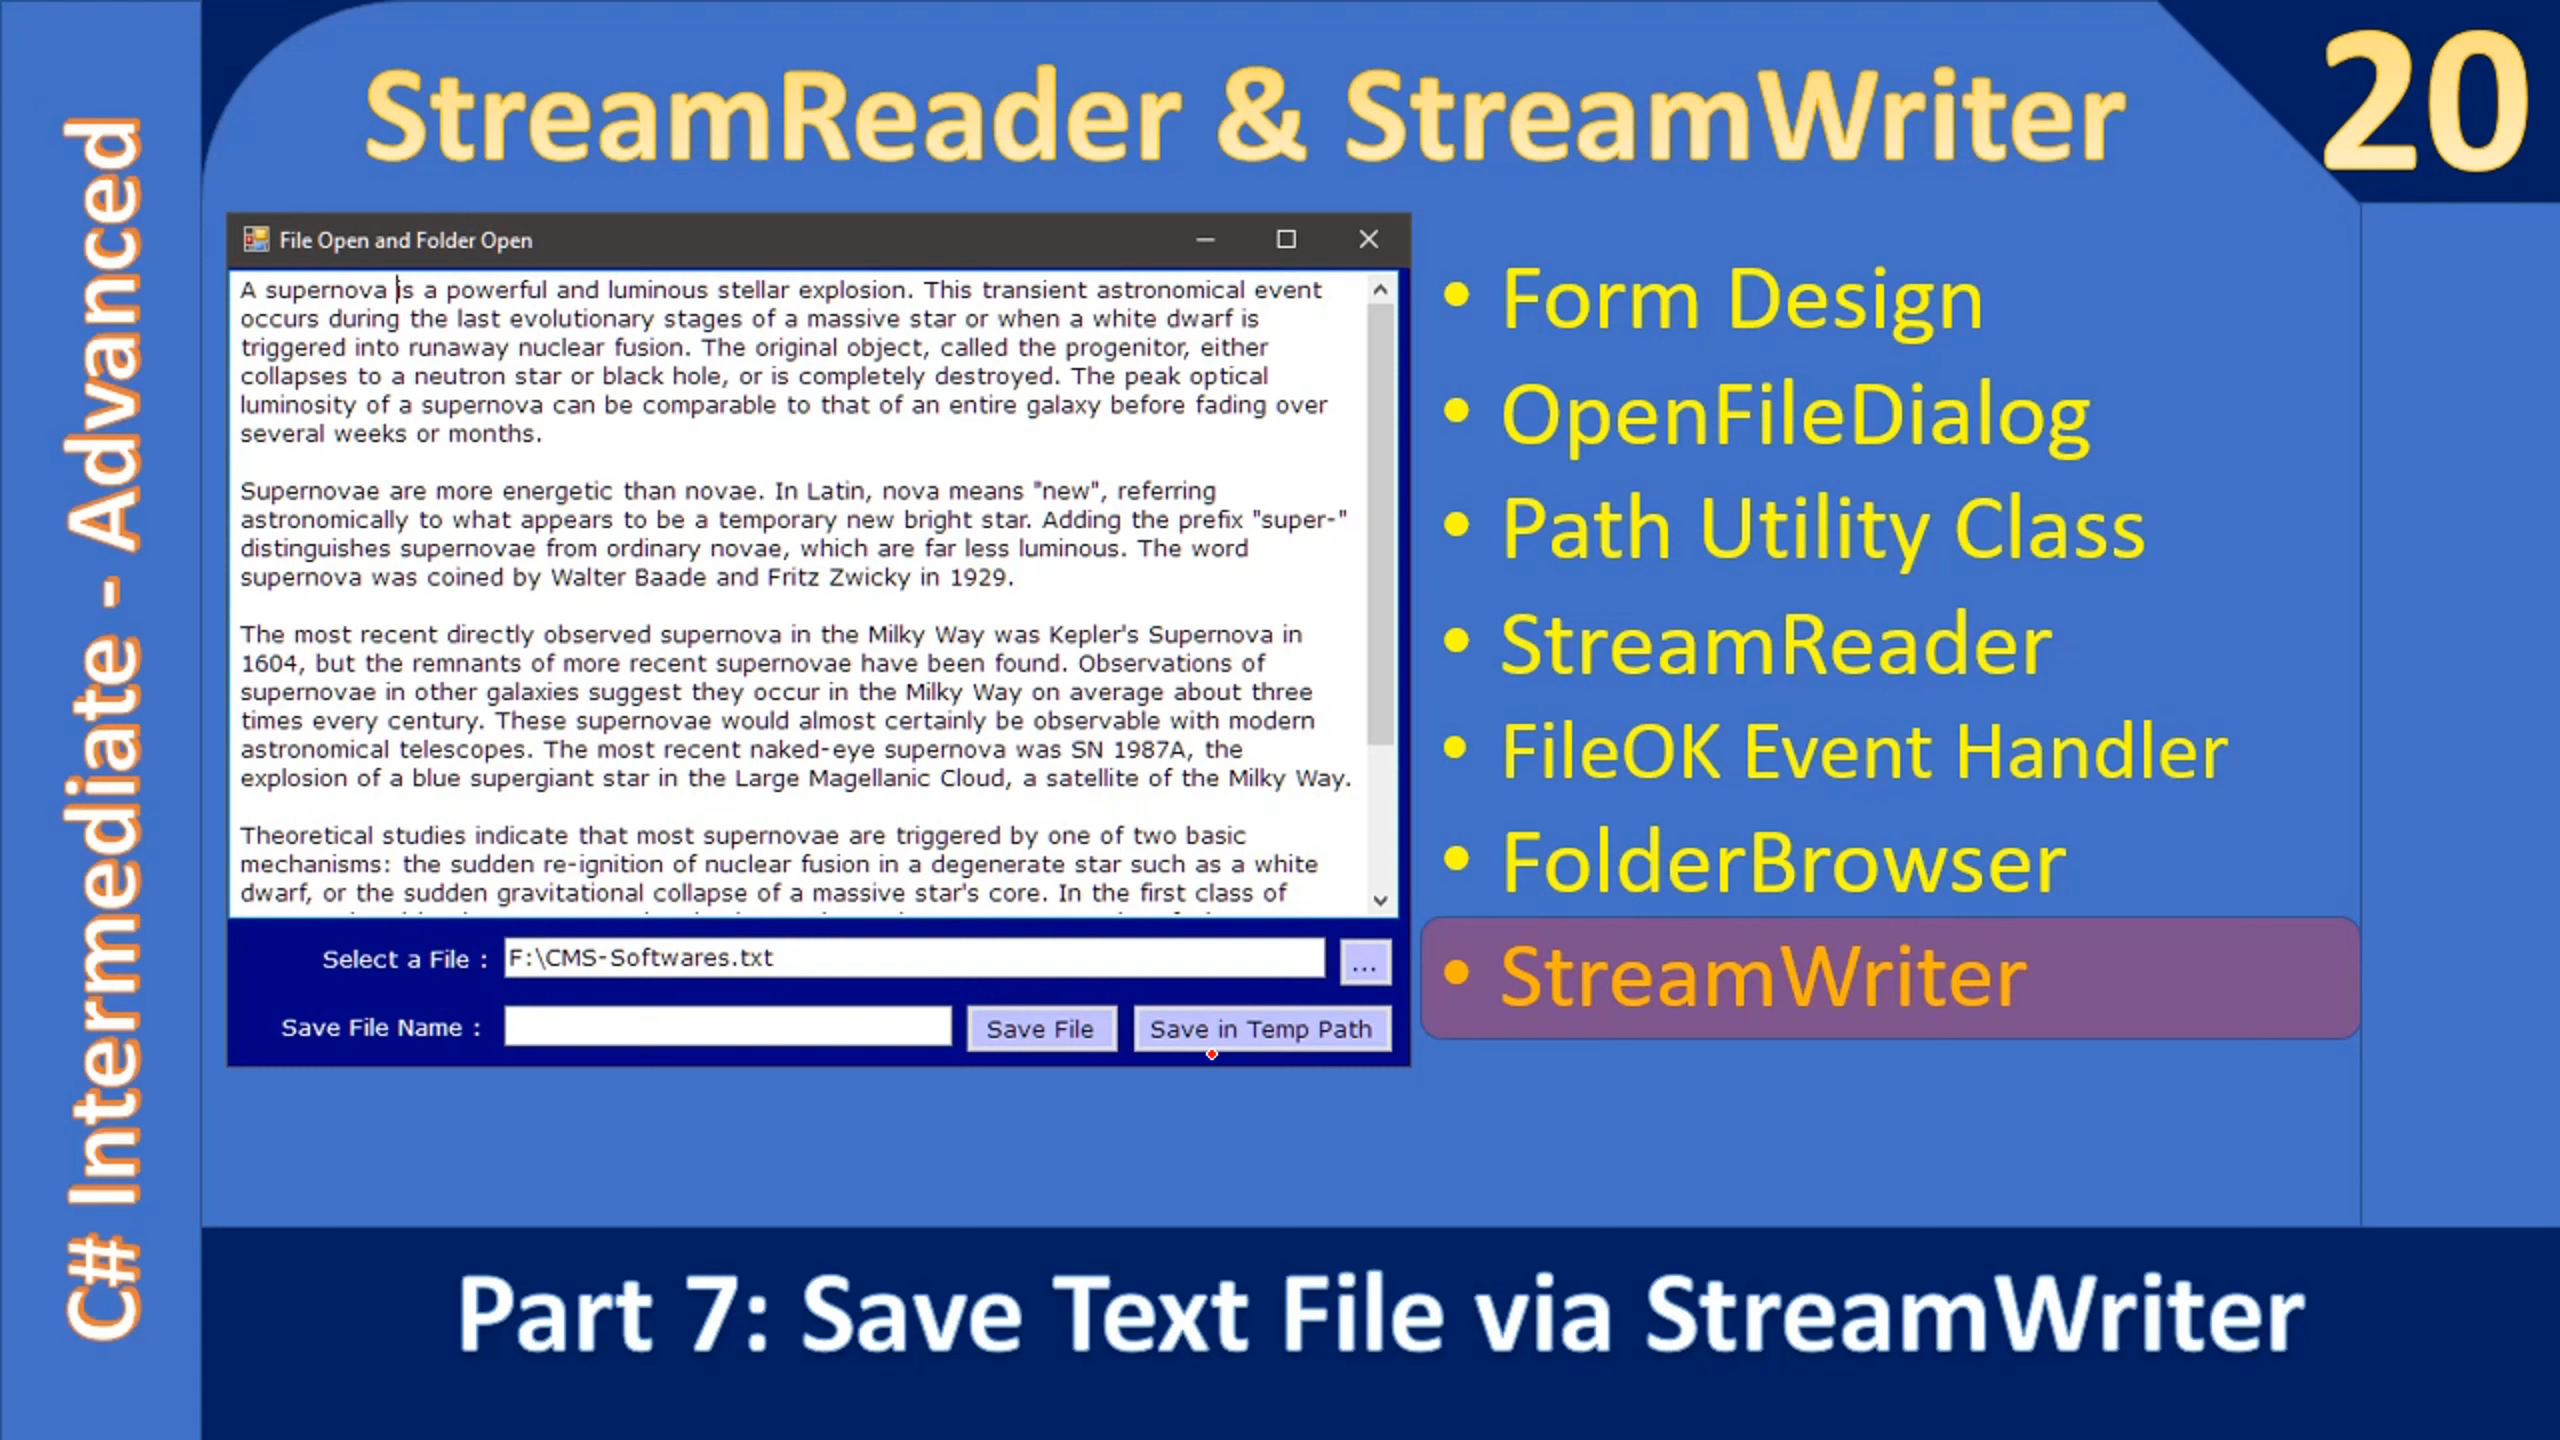 StreamReader & StreamWriter
20
C# Intermediate - Advanced
File Open and Folder Open
A supernova is a powerful and luminous stellar explosion. This transient astronomical event
occurs during the last evolutionary stages of a massive star or when a white dwarf is
triggered into runaway nuclear fusion. The original object, called the progenitor, either
collapses to a neutron star or black hole, or is completely destroyed. The peak optical
luminosity of a supernova can be comparable to that of an entire galaxy before fading over
several weeks or months.
Supernovae are more energetic than novae. In Latin, nova means "new", referring
astronomically to what appears to be a temporary new bright star. Adding the prefix "super-"
distinguishes supernovae from ordinary novae, which are far less luminous. The word
supernova was coined by Walter Baade and Fritz Zwicky in 1929.
The most recent directly observed supernova in the Milky Way was Kepler's Supernova in
1604, but the remnants of more recent supernovae have been found. Observations of
supernovae in other galaxies suggest they occur in the Milky Way on average about three
times every century. These supernovae would almost certainly be observable with modern
astronomical telescopes. The most recent naked-eye supernova was SN 1987A, the
explosion of a blue supergiant star in the Large Magellanic Cloud, a satellite of the Milky Way.
Theoretical studies indicate that most supernovae are triggered by one of two basic
mechanisms: the sudden re-ignition of nuclear fusion in a degenerate star such as a white
dwarf, or the sudden gravitational collapse of a massive star's core. In the first class of
Select a File :
F:\CMS-Softwares.txt
...
Save File Name :
Save File
Save in Temp Path
• Form Design
• OpenFileDialog
• Path Utility Class
• StreamReader
• FileOK Event Handler
• FolderBrowser
• StreamWriter
Part 7: Save Text File via StreamWriter